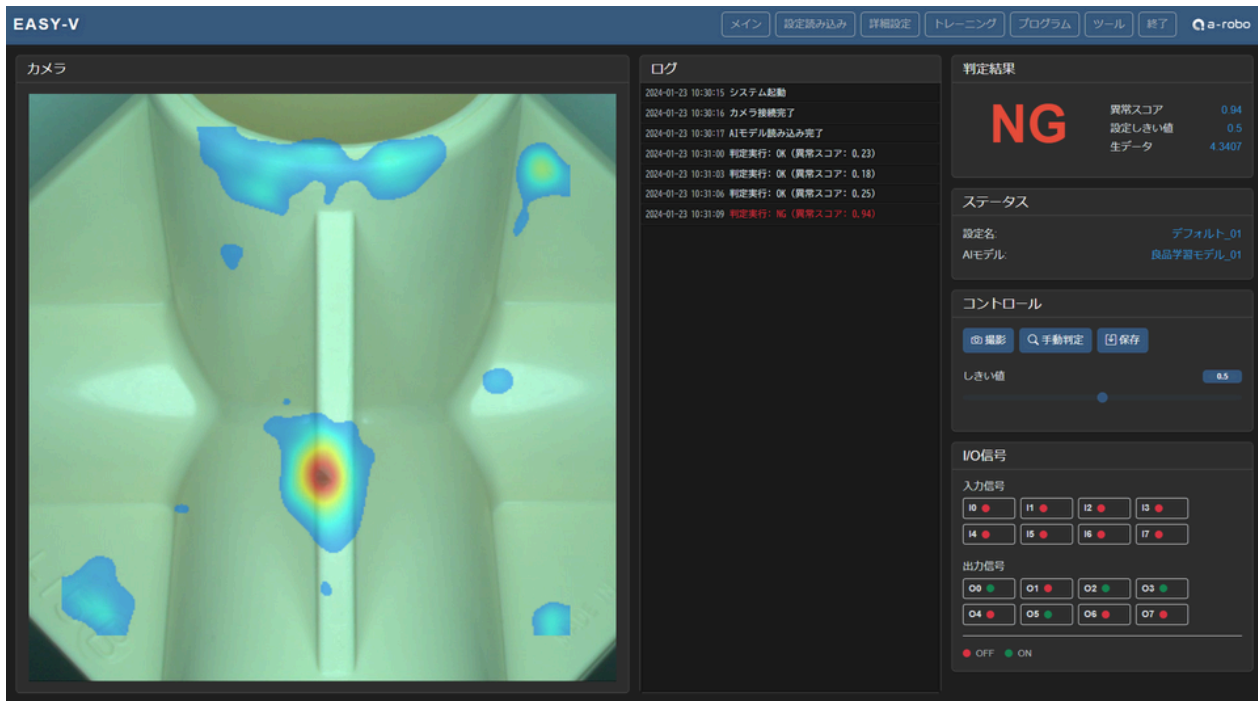 EASY-V
メイン 設定読み込み 詳細設定 トレーニング プログラム ツール 終了 a-robo
カメラ
ログ
2024-01-23 10:30:15 システム起動
2024-01-23 10:30:16 カメラ接続完了
2024-01-23 10:30:17 AIモデル読み込み完了
2024-01-23 10:31:00 判定実行: OK (異常スコア: 0.23)
2024-01-23 10:31:03 判定実行: OK (異常スコア: 0.18)
2024-01-23 10:31:06 判定実行: OK (異常スコア: 0.25)
2024-01-23 10:31:09 判定実行: NG (異常スコア: 0.94)
判定結果
NG
異常スコア 0.94
設定しきい値 0.5
生データ 4.3407
ステータス
設定名: デフォルト_01
AIモデル: 良品学習モデル_01
コントロール
撮影 手動判定 保存
しきい値 0.5
I/O信号
入力信号
I0 I1 I2 I3
I4 I5 I6 I7
出力信号
O0 O1 O2 O3
O4 O5 O6 O7
OFF ON